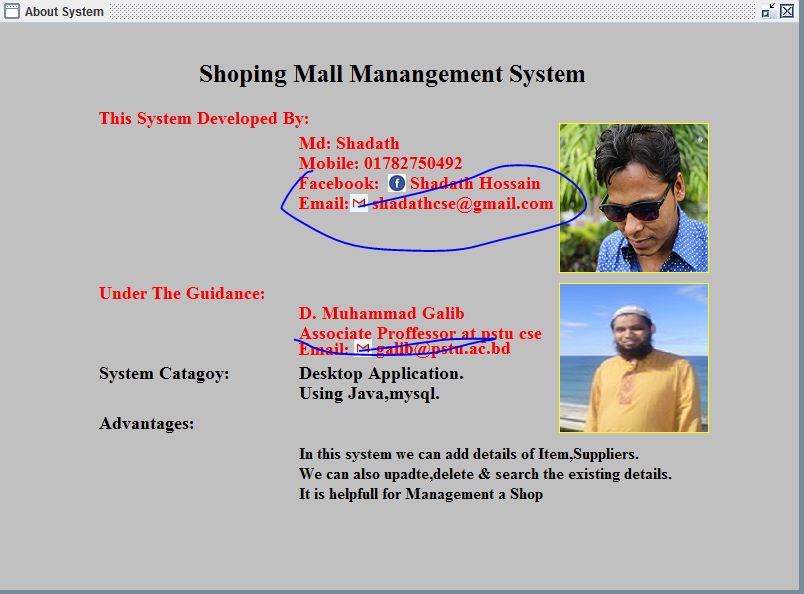 About System
Shoping Mall Manangement System
This System Developed By:
Md: Shadath
Mobile: 01782750492
Facebook: f Shadath Hossain
Email: M shadathcse@gmail.com
Under The Guidance:
D. Muhammad Galib
Associate Proffessor at pstu cse
Email: M galib@pstu.ac.bd
System Catagoy: Desktop Application.
Using Java,mysql.
Advantages:
In this system we can add details of Item,Suppliers.
We can also upadte,delete & search the existing details.
It is helpfull for Management a Shop